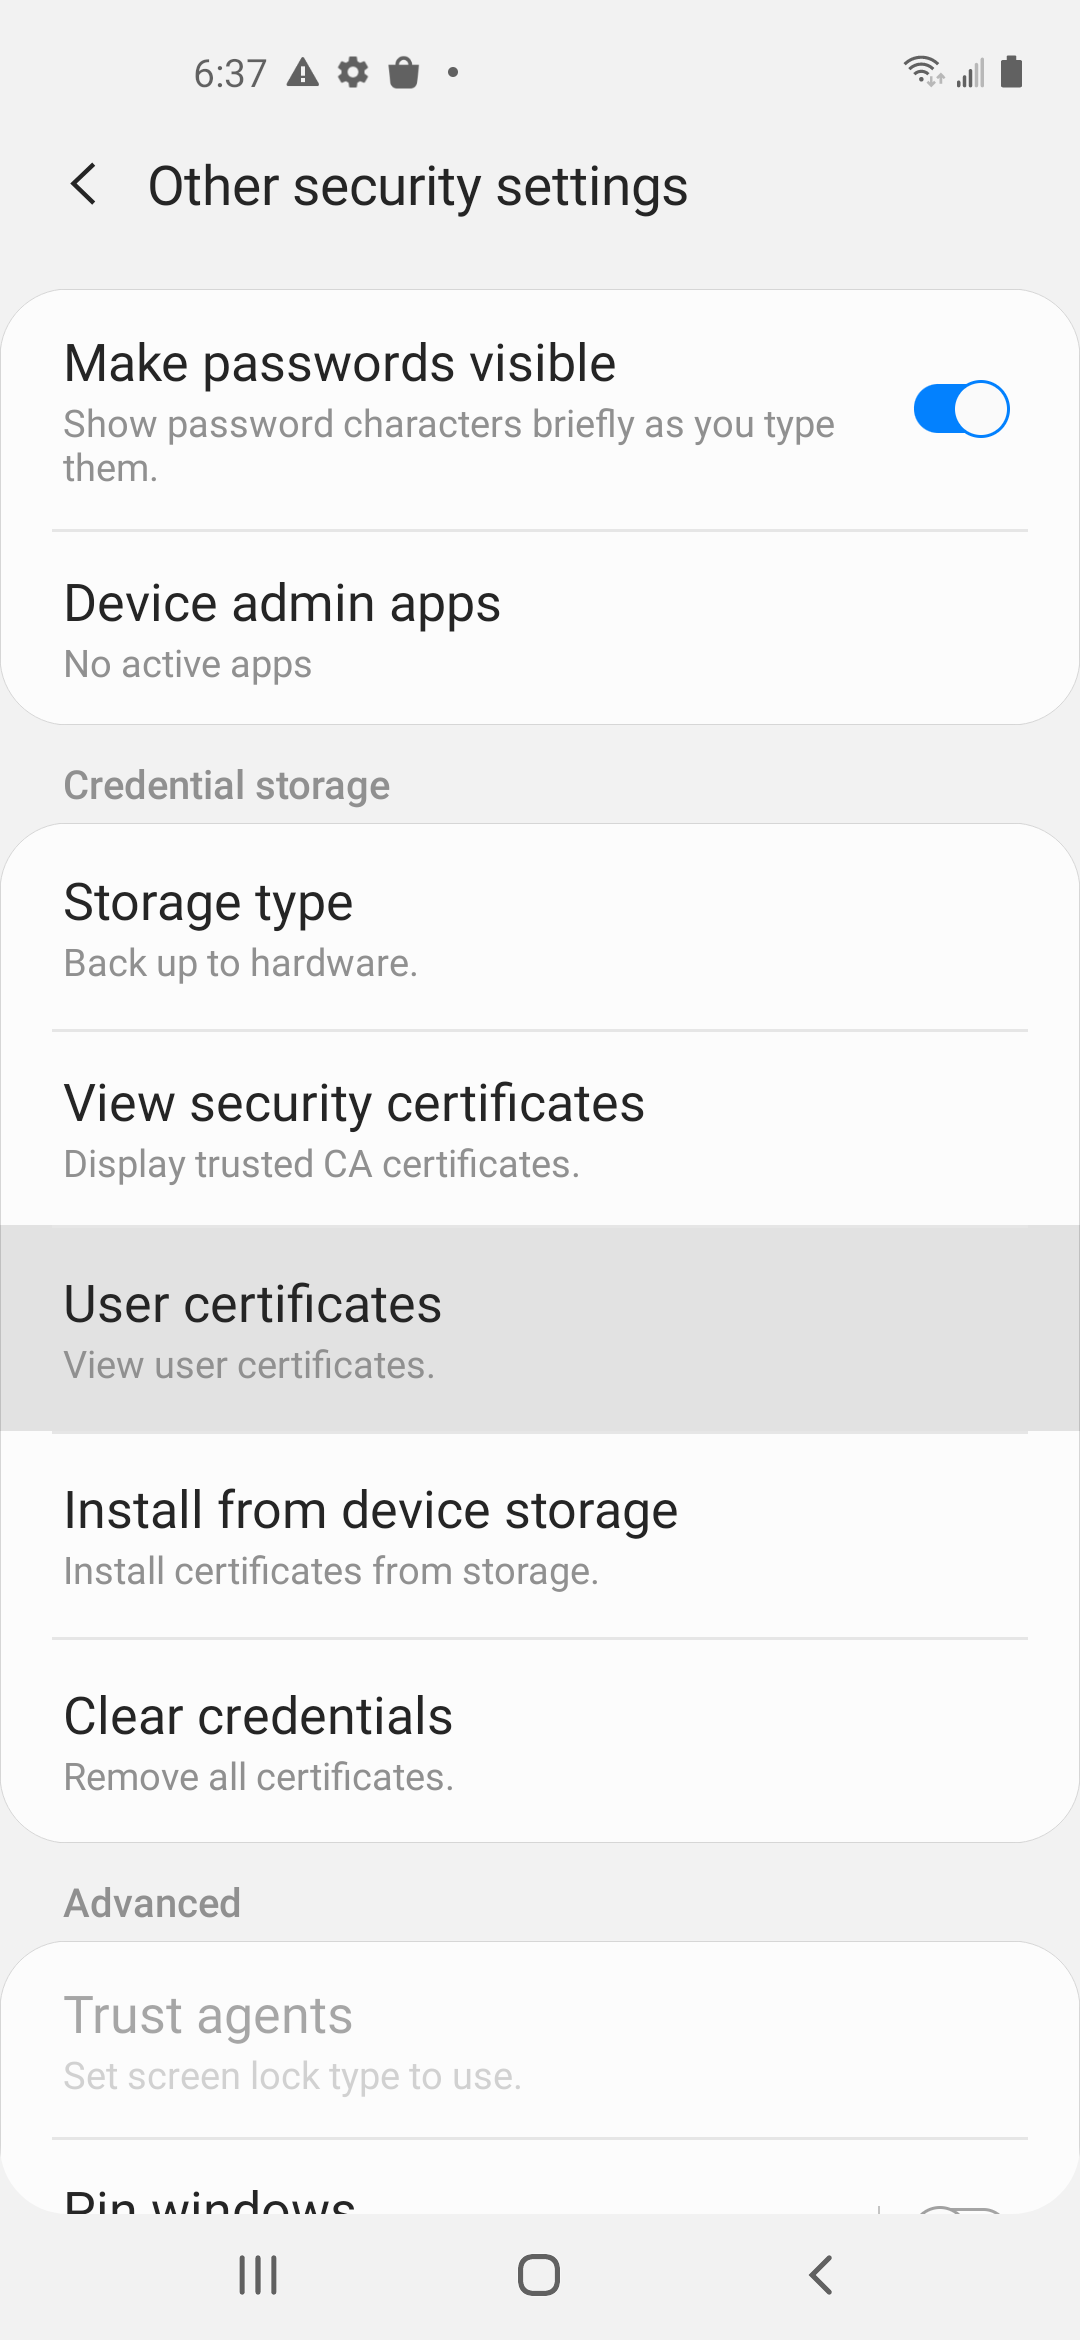 6:37
Other security settings
Make passwords visible
Show password characters briefly as you type
them.
Device admin apps
No active apps
Credential storage
Storage type
Back up to hardware.
View security certificates
Display trusted CA certificates.
User certificates
View user certificates.
Install from device storage
Install certificates from storage.
Clear credentials
Remove all certificates.
Advanced
Trust agents
Set screen lock type to use.
Pin windows